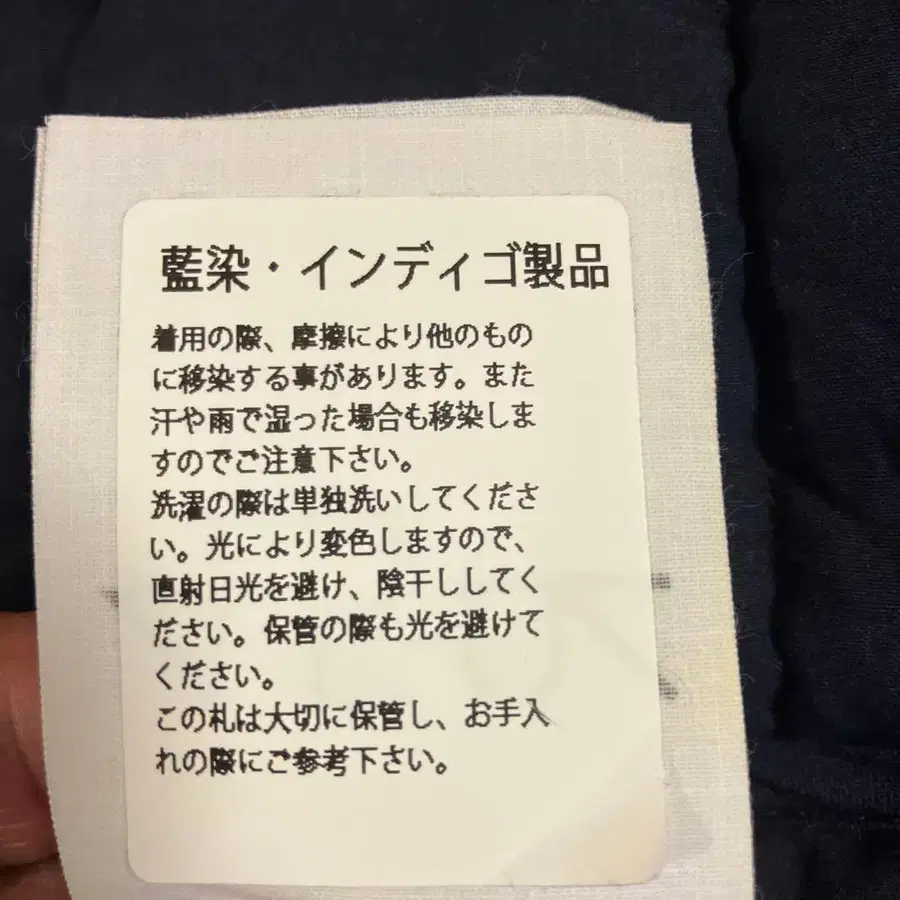 藍染・インディゴ製品
着用の際、摩擦により他のもの
に移染する事があります。また
汗や雨で湿った場合も移染しま
すのでご注意下さい。
洗濯の際は単独洗いしてくださ
い。光により変色しますので、
直射日光を避け、陰干ししてく
ださい。保管の際も光を避けて
ください。
この札は大切に保管し、お手入
れの際にご参考下さい。